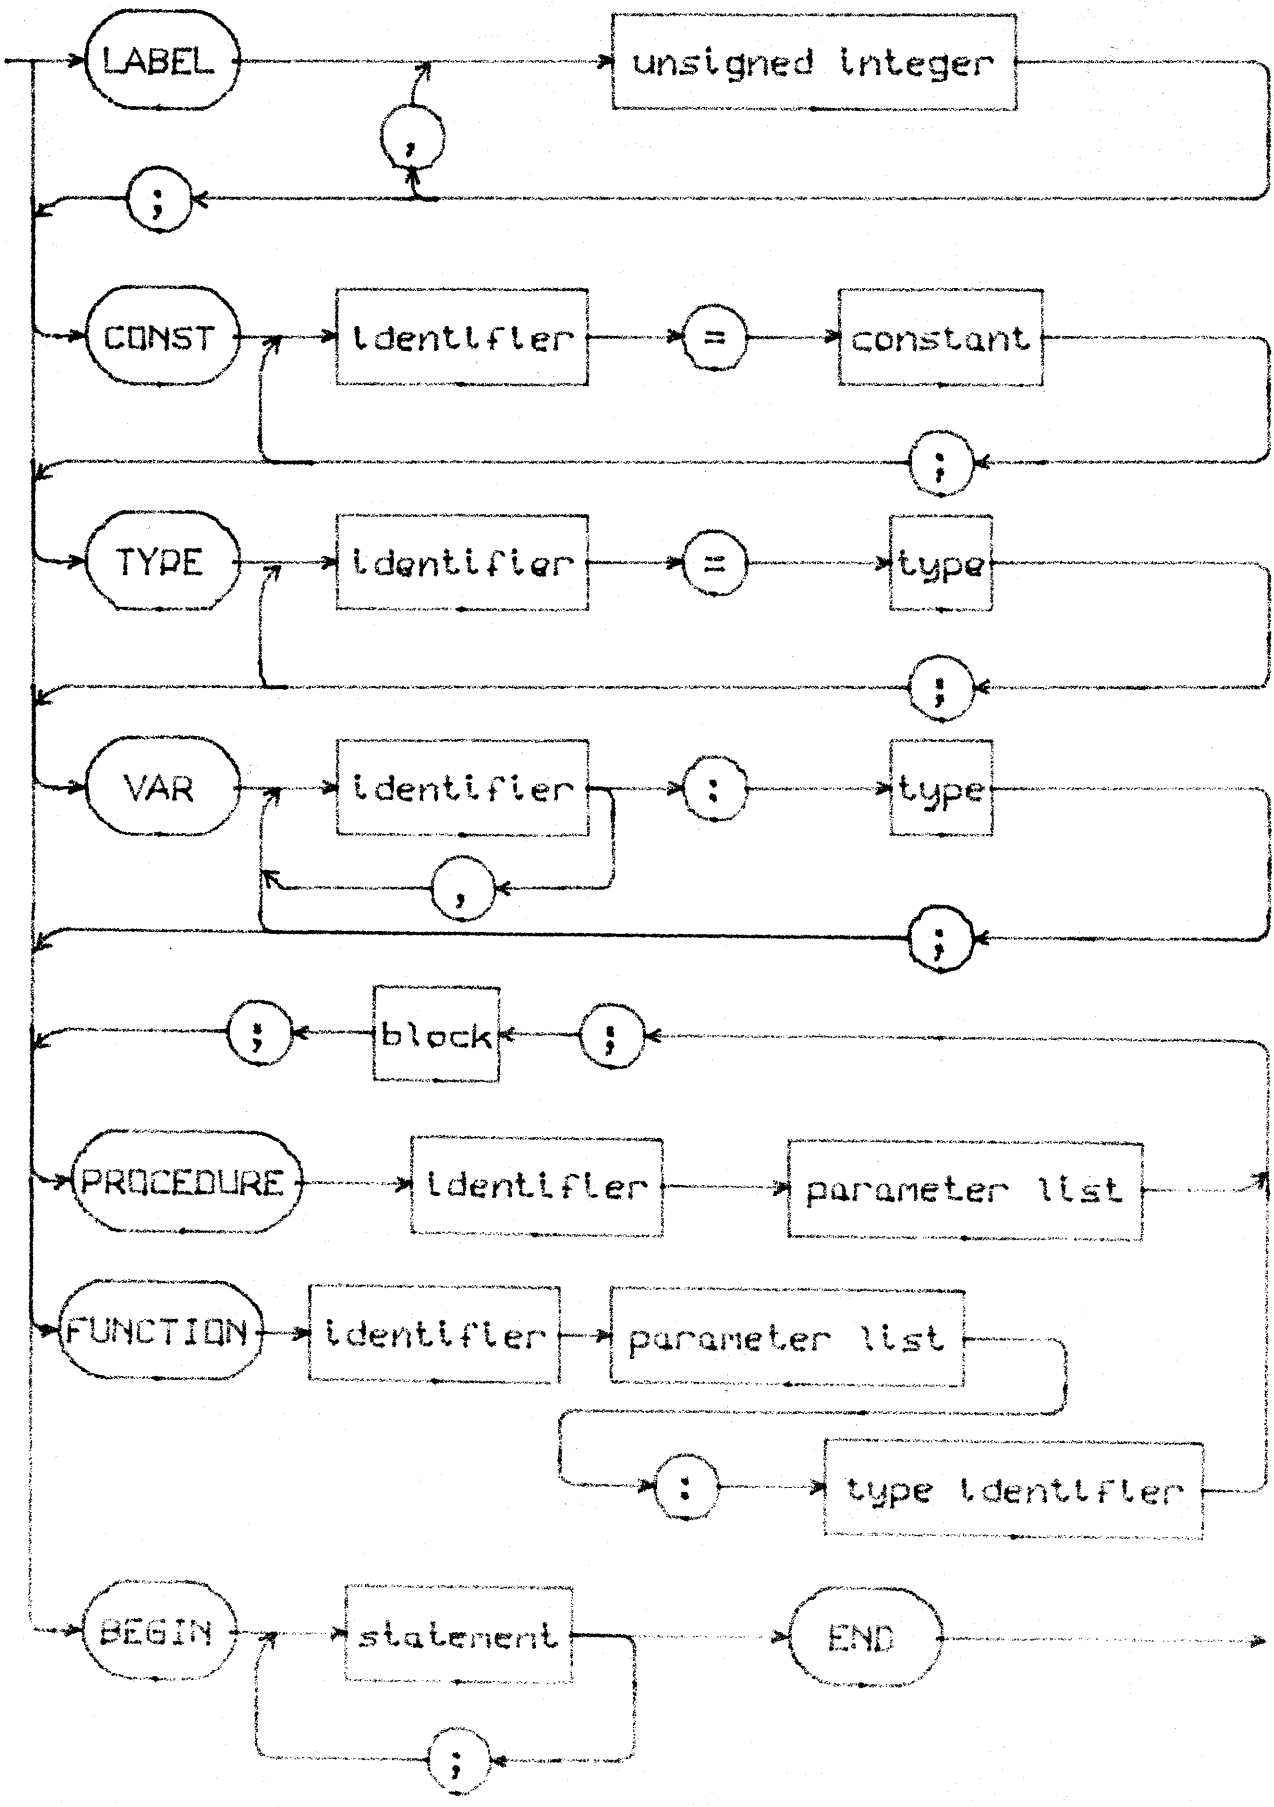 LABEL unsigned integer
,
;
CONST identifier = constant
;
TYPE identifier = type
;
VAR identifier : type
,
;
; block ;
PROCEDURE identifier parameter list
FUNCTION identifier parameter list
: type identifier
BEGIN statement END
;